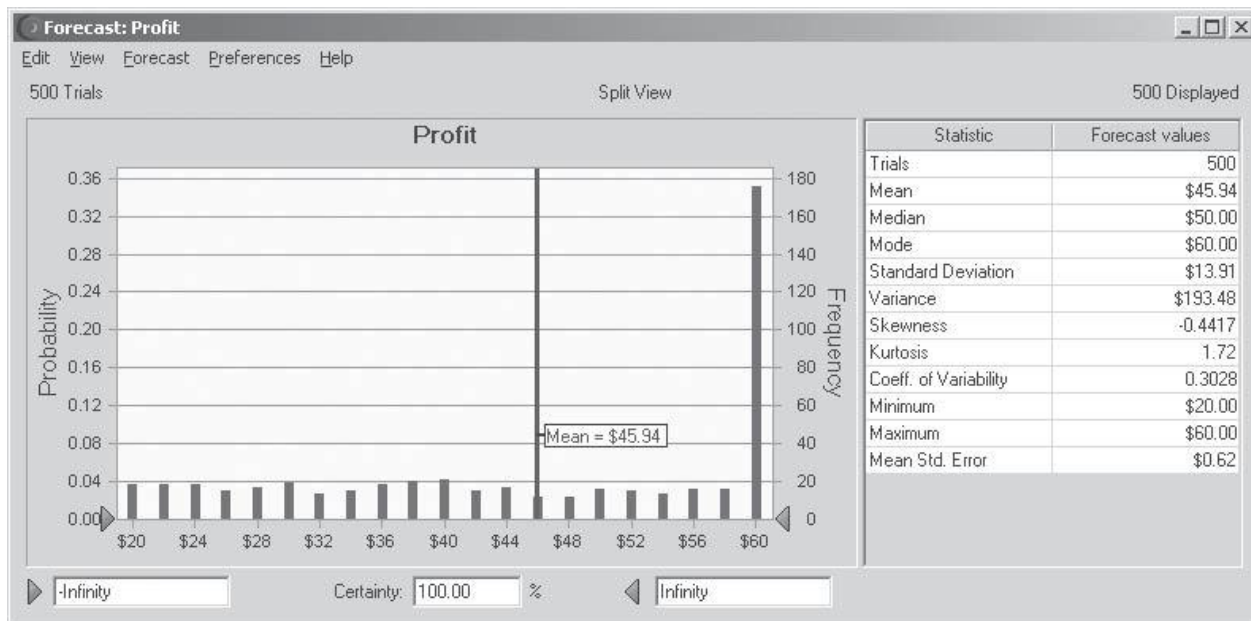 Forecast: Profit
Edit View Forecast Preferences Help
500 Trials Split View 500 Displayed
Profit
Probability
0.36
0.32
0.28
0.24
0.20
0.16
0.12
0.08
0.04
0.00
Mean = $45.94
180
160
140
120
100
80
60
40
20
0
Frequency
$20 $24 $28 $32 $36 $40 $44 $48 $52 $56 $60
Statistic Forecast values
Trials 500
Mean $45.94
Median $50.00
Mode $60.00
Standard Deviation $13.91
Variance $193.48
Skewness -0.4417
Kurtosis 1.72
Coeff. of Variability 0.3028
Minimum $20.00
Maximum $60.00
Mean Std. Error $0.62
-Infinity Certainty: 100.00 % Infinity